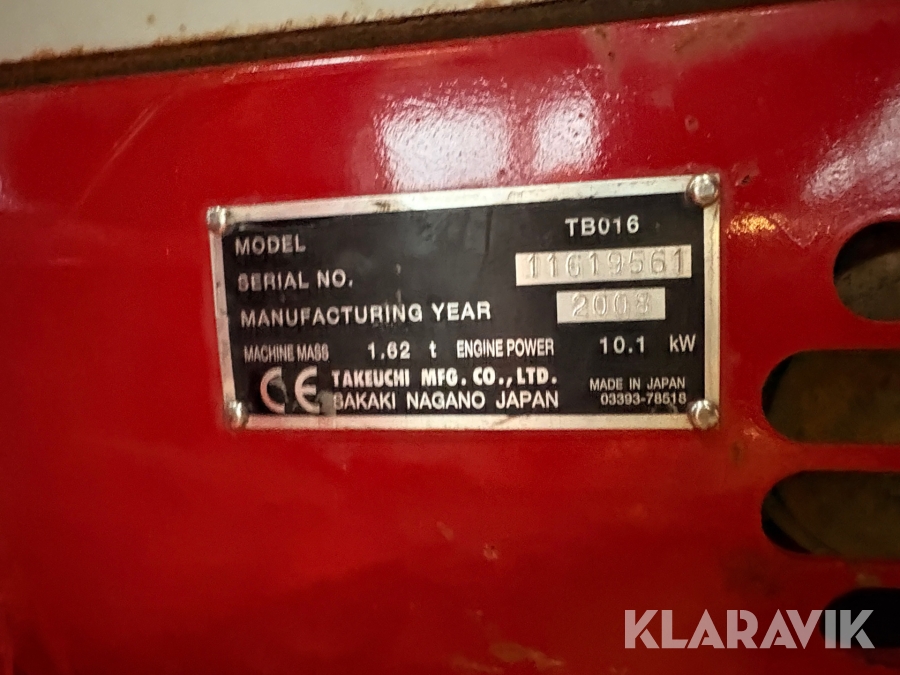 MODEL TB016
SERIAL NO. 11619561
MANUFACTURING YEAR 2008
MACHINE MASS 1.62 t ENGINE POWER 10.1 kW
CE TAKEUCHI MFG. CO., LTD. MADE IN JAPAN
SAKAKI NAGANO JAPAN 03393-78518
KLARAVIK